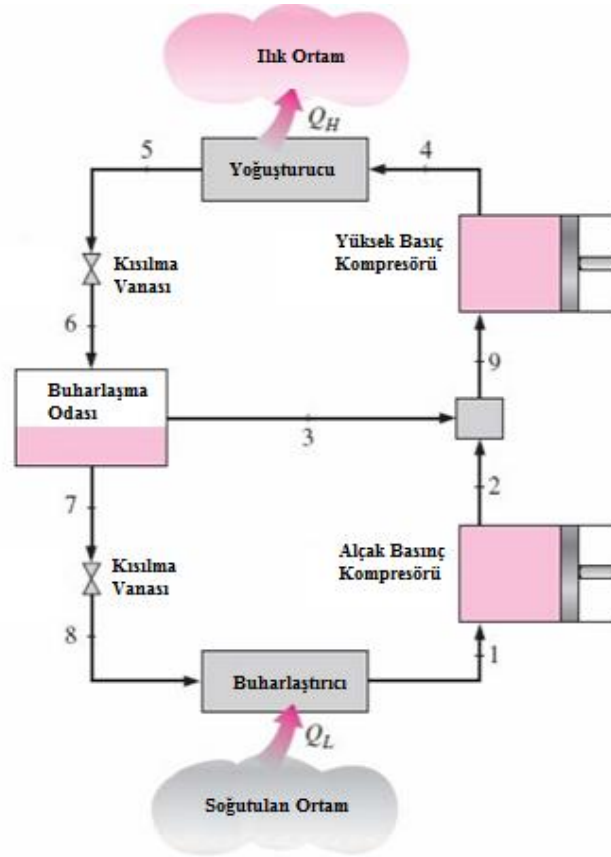 Ilık Ortam
Q_H
5
4
Yoğuşturucu
Yüksek Basıç
Kompresörü
Kısılma
Vanası
6
9
Buharlaşma
Odası
3
7
2
Kısılma
Vanası
Alçak Basınç
Kompresörü
8
1
Buharlaştırıcı
Q_L
Soğutulan Ortam